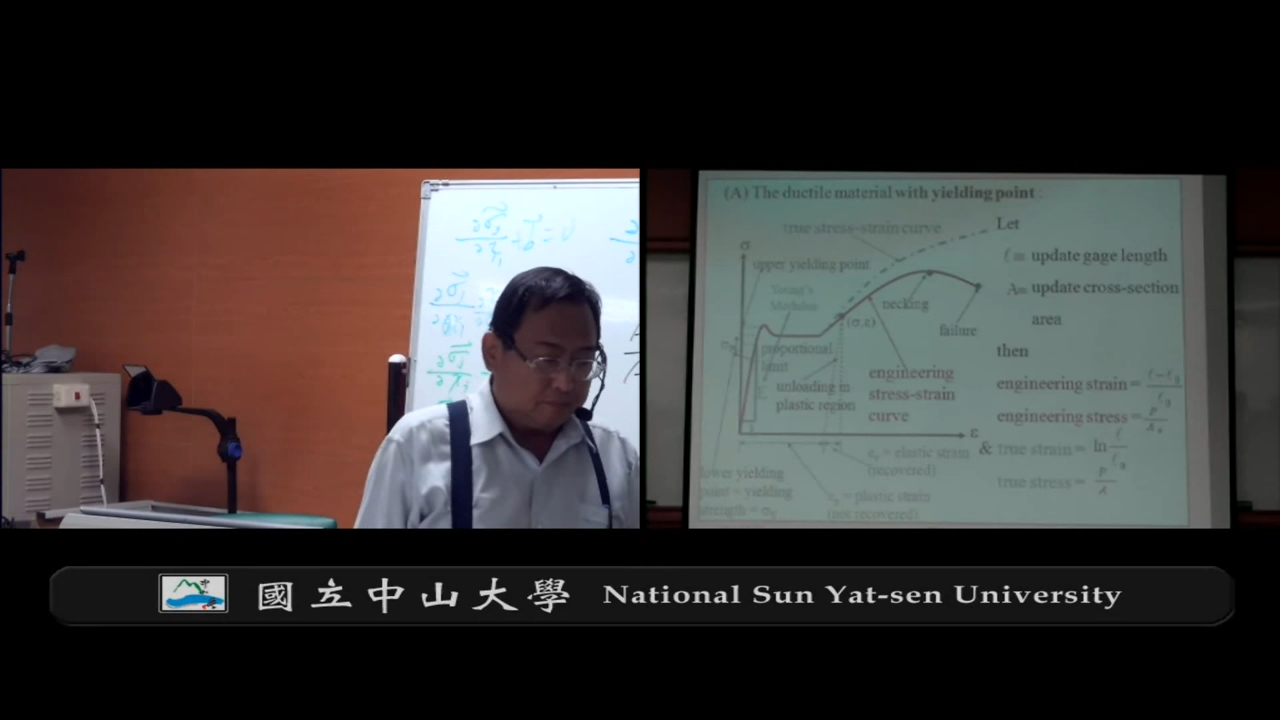 (A) The ductile material with yielding point :
true stress-strain curve
Let
σ
upper yielding point
ℓ = update gage length
Young's
Modulus
necking
A= update cross-section
area
(σ,ε)
failure
proportional
limit
then
E
unloading in
plastic region
engineering
stress-strain
curve
engineering strain = ℓ-ℓ₀/ℓ₀
engineering stress = P/A₀
ε
& true strain = ln ℓ/ℓ₀
true stress = P/A
= elastic strain
(recovered)
lower yielding
point = yielding
strength = σ
= plastic strain
(not recovered)
國立中山大學 National Sun Yat-sen University